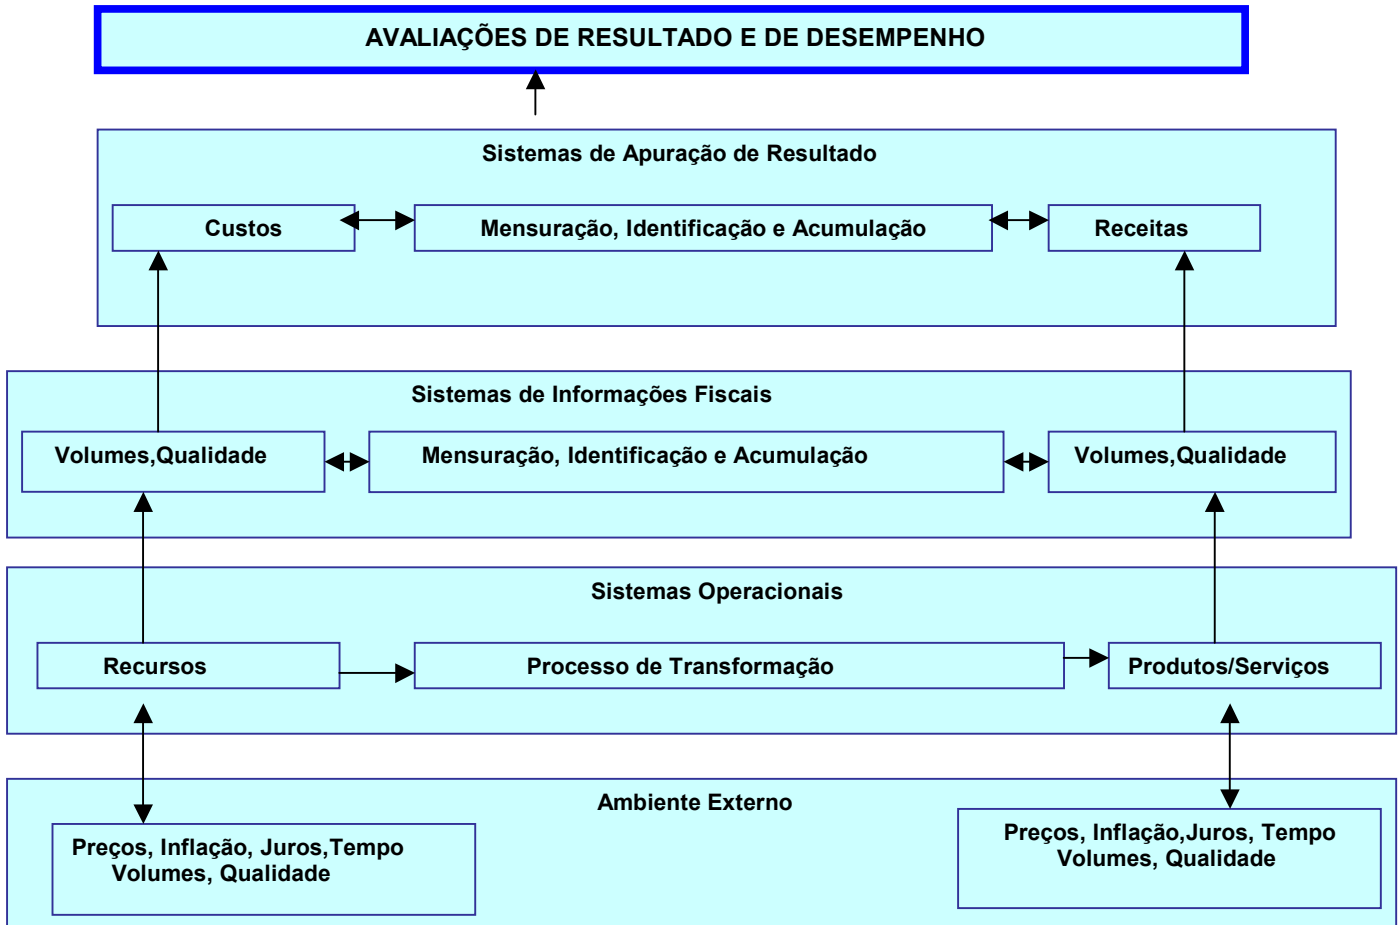 AVALIAÇÕES DE RESULTADO E DE DESEMPENHO
Sistemas de Apuração de Resultado
Custos
Mensuração, Identificação e Acumulação
Receitas
Sistemas de Informações Fiscais
Volumes,Qualidade
Mensuração, Identificação e Acumulação
Volumes,Qualidade
Sistemas Operacionais
Recursos
Processo de Transformação
Produtos/Serviços
Ambiente Externo
Preços, Inflação, Juros,Tempo
Volumes, Qualidade
Preços, Inflação,Juros, Tempo
Volumes, Qualidade